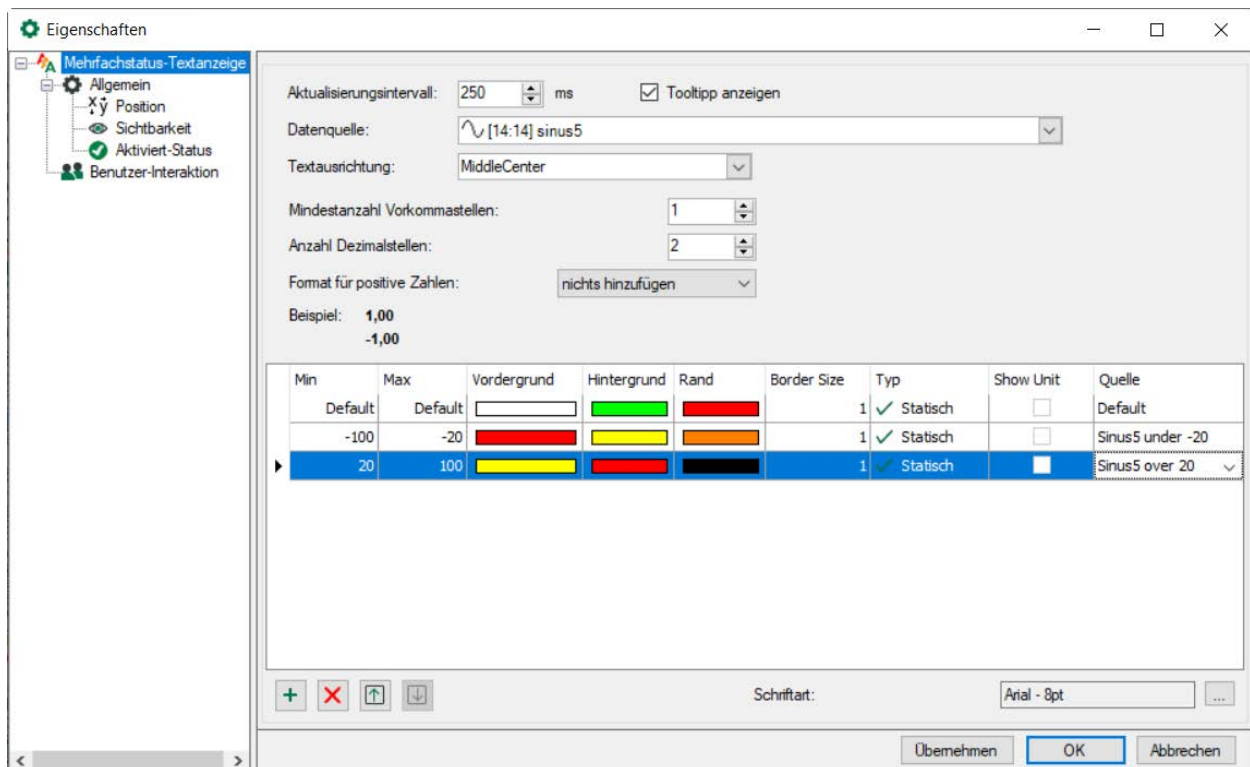 Eigenschaften
Mehrfachstatus-Textanzeige
Allgemein
Position
Sichtbarkeit
Aktiviert-Status
Benutzer-Interaktion
Aktualisierungsintervall: 250 ms Tooltipp anzeigen
Datenquelle: [14:14] sinus5
Textausrichtung: MiddleCenter
Mindestanzahl Vorkommastellen: 1
Anzahl Dezimalstellen: 2
Format für positive Zahlen: nichts hinzufügen
Beispiel: 1,00
-1,00
Min Max Vordergrund Hintergrund Rand Border Size Typ Show Unit Quelle
Default Default 1 Statisch Default
-100 -20 1 Statisch Sinus5 under -20
20 100 1 Statisch Sinus5 over 20
Schriftart: Arial - 8pt ...
Übernehmen OK Abbrechen